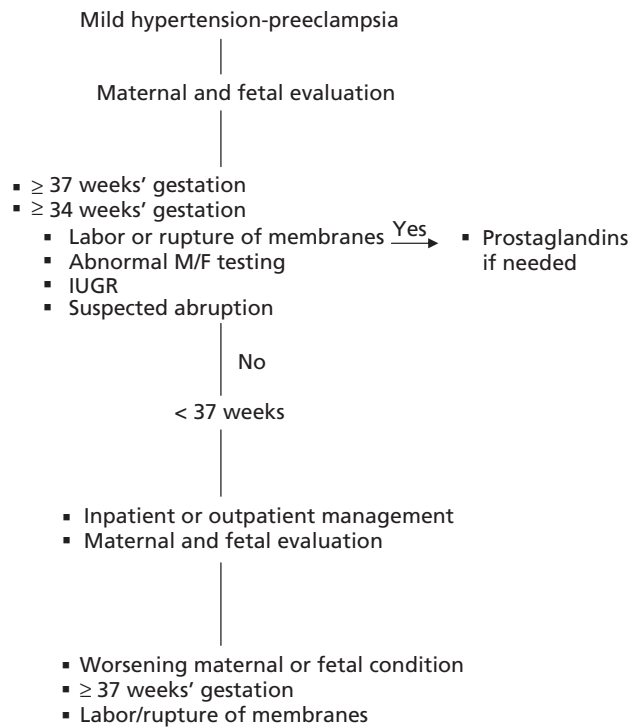 Mild hypertension-preeclampsia
Maternal and fetal evaluation
▪ ≥ 37 weeks’ gestation
▪ ≥ 34 weeks’ gestation
▪ Labor or rupture of membranes
▪ Abnormal M/F testing
▪ IUGR
▪ Suspected abruption
Yes
▪ Prostaglandins
if needed
No
< 37 weeks
▪ Inpatient or outpatient management
▪ Maternal and fetal evaluation
▪ Worsening maternal or fetal condition
▪ ≥ 37 weeks’ gestation
▪ Labor/rupture of membranes